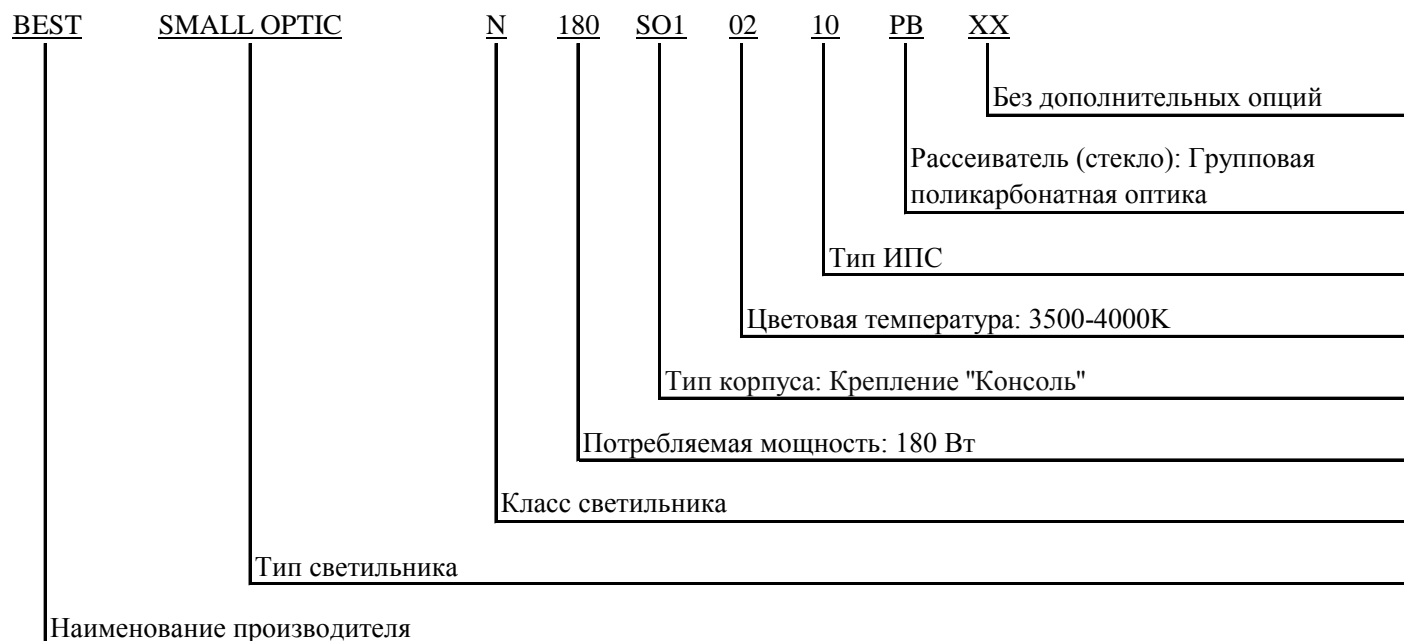 BEST SMALL OPTIC N 180 SO1 02 10 PB XX
Без дополнительных опций
Рассеиватель (стекло): Групповая
поликарбонатная оптика
Тип ИПС
Цветовая температура: 3500-4000К
Тип корпуса: Крепление "Консоль"
Потребляемая мощность: 180 Вт
Класс светильника
Тип светильника
Наименование производителя